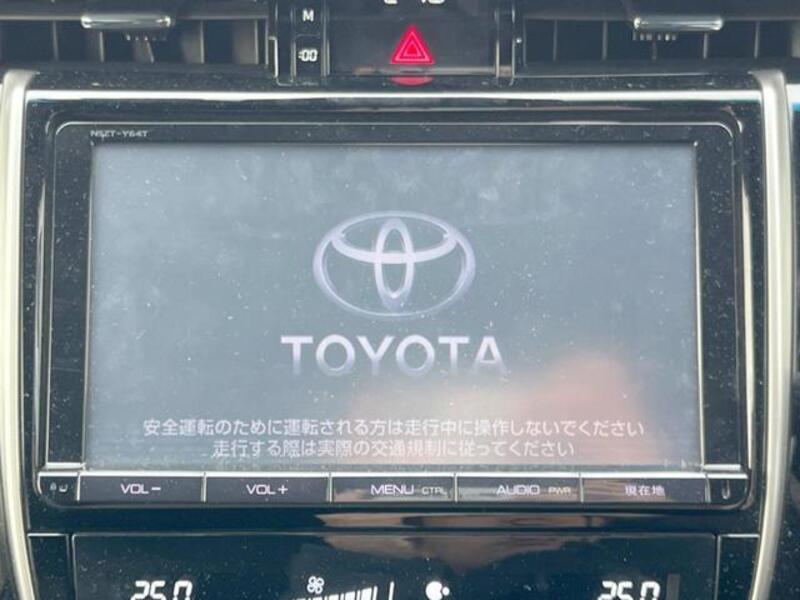 M
:00
NSZT-Y64T
TOYOTA
安全運転のために運転される方は走行中に操作しないでください
走行する際は実際の交通規制に従ってください
VOL− VOL+ MENU CTRL AUDIO PWR 現在地
25.0 25.0